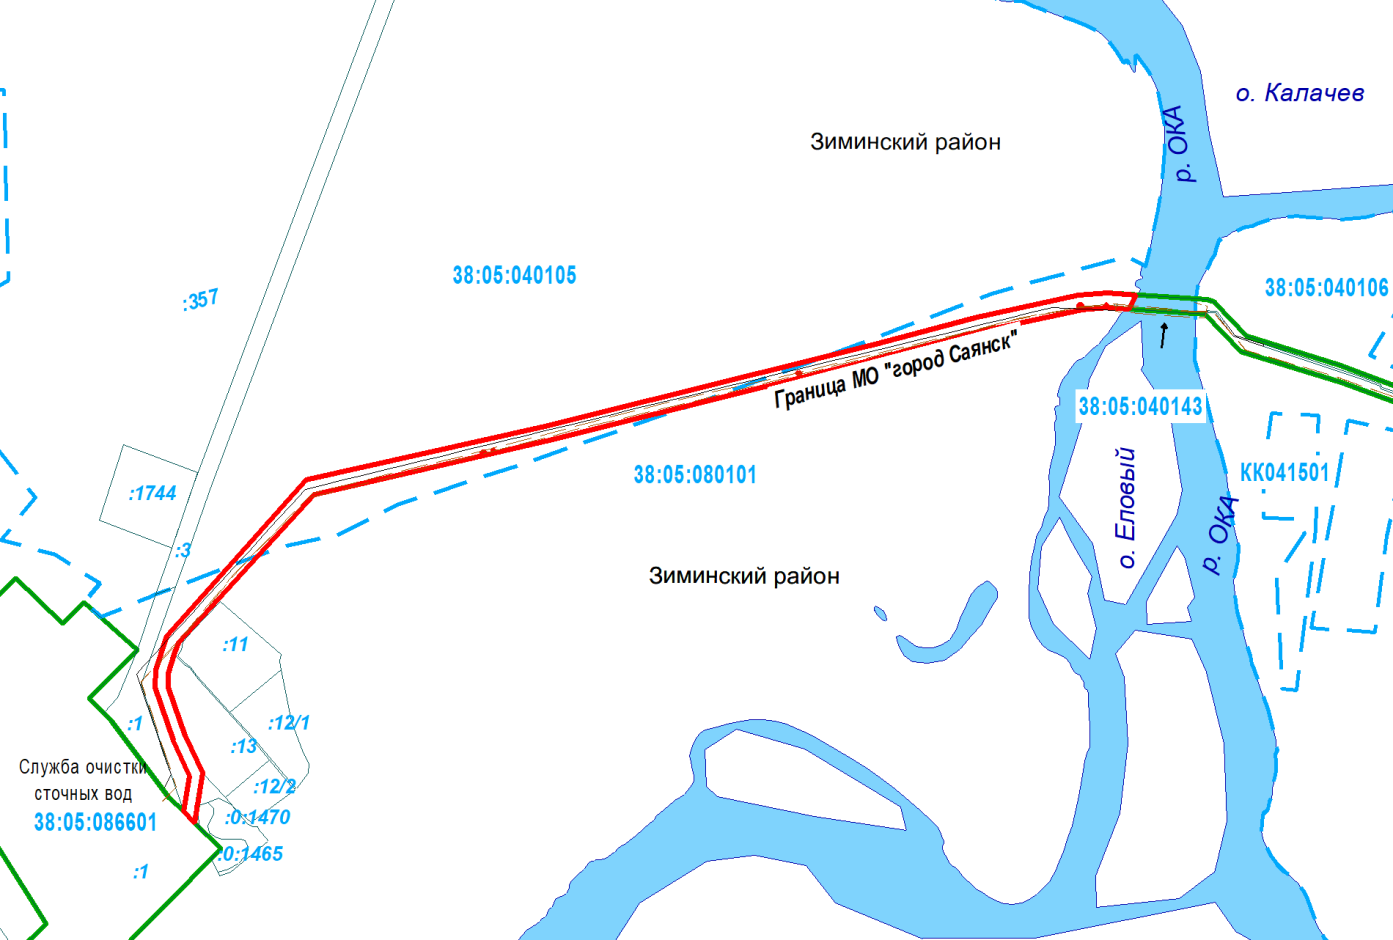 о. Калачев
р. ОКА
Зиминский район
38:05:040105
38:05:040106
:357
Граница МО "город Саянск"
38:05:040143
38:05:080101
КК041501
:1744
о. Еловый
р. ОКА
:3
Зиминский район
:11
:1
:12/1
:13
Служба очистки
сточных вод
:12/2
38:05:086601
:0:1470
:0:1465
:1